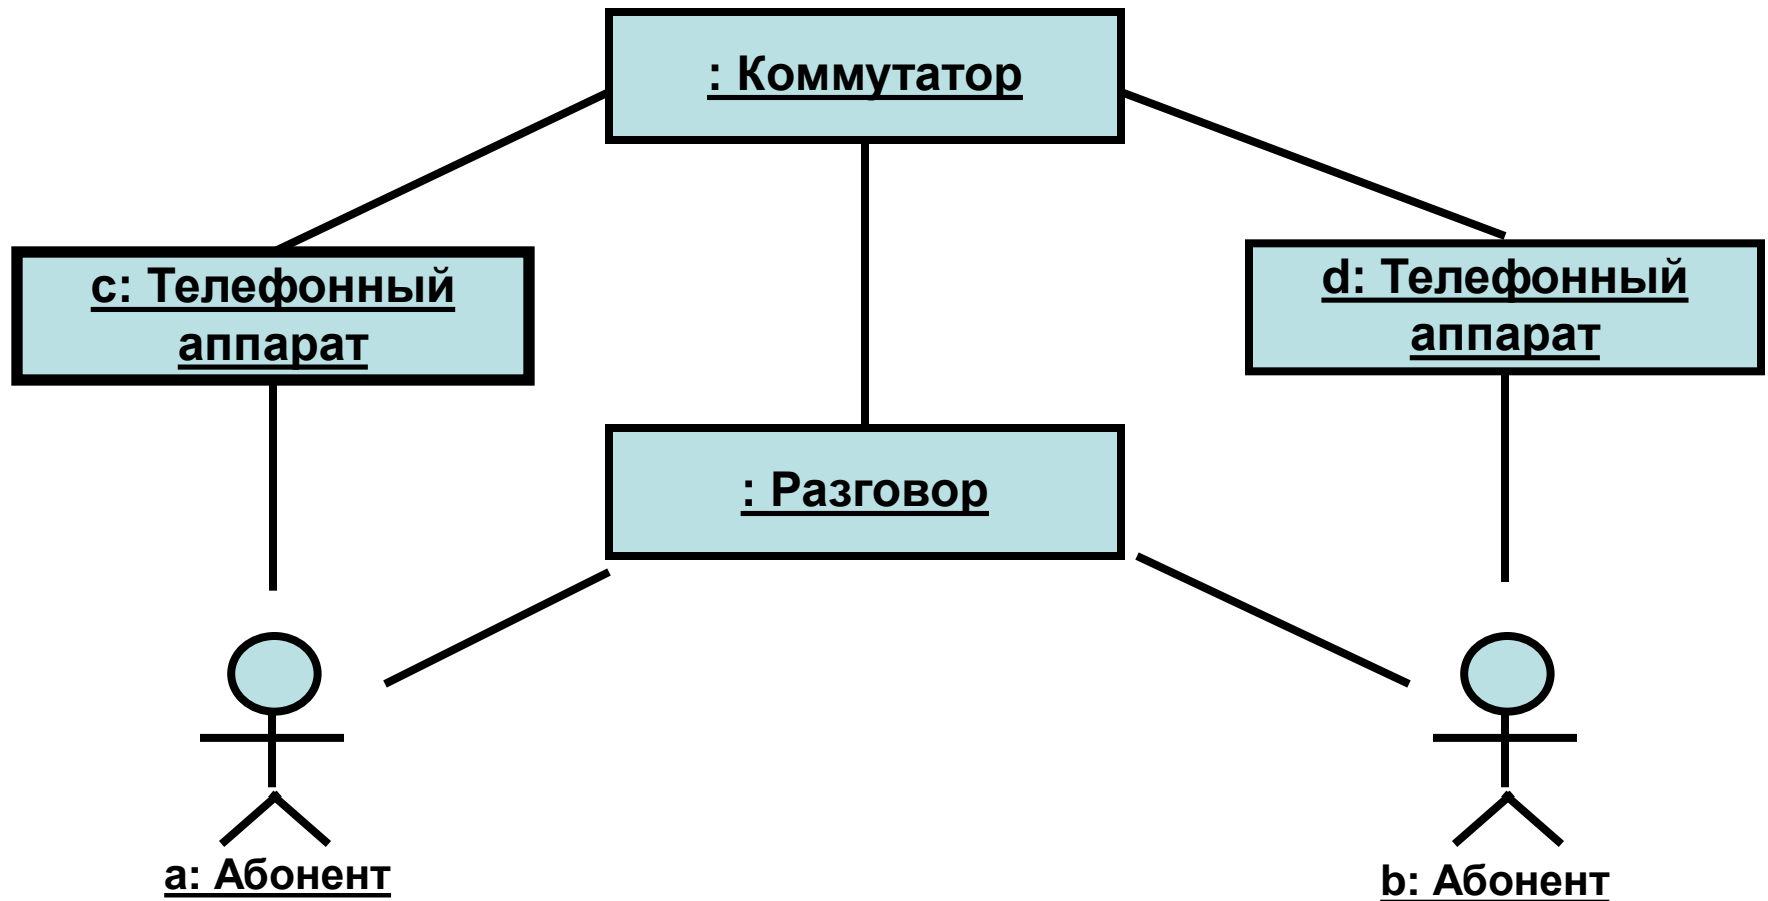 : Коммутатор
c: Телефонный
аппарат
d: Телефонный
аппарат
: Разговор
a: Абонент
b: Абонент